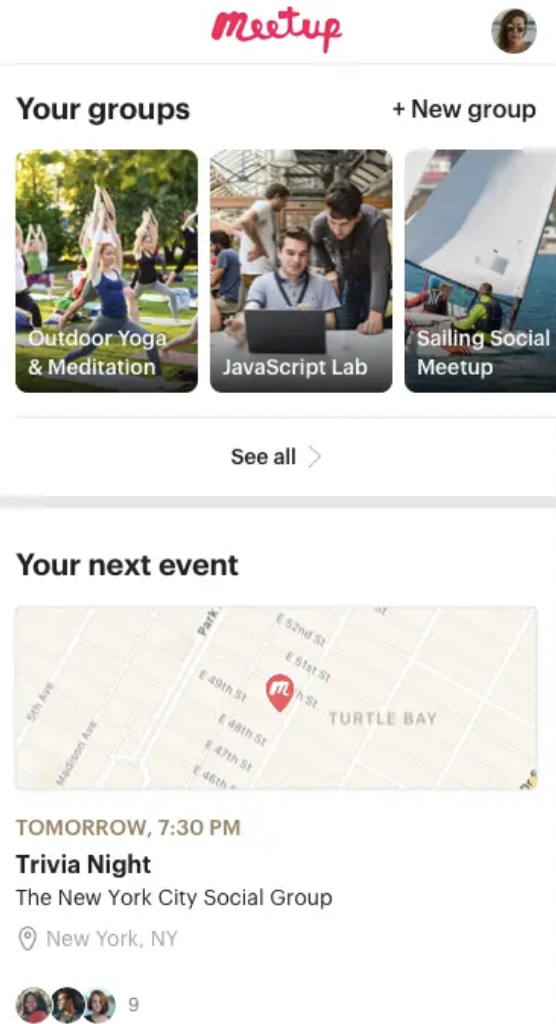 meetup
Your groups
+ New group
Outdoor Yoga
& Meditation
JavaScript Lab
Sailing Social
Meetup
See all
Your next event
Park
E 52nd St
E 51st St
E 49th St
h St
5th Ave
TURTLE BAY
E 48th St
Madison Ave
E 47th St
E 46th
TOMORROW, 7:30 PM
Trivia Night
The New York City Social Group
New York, NY
9